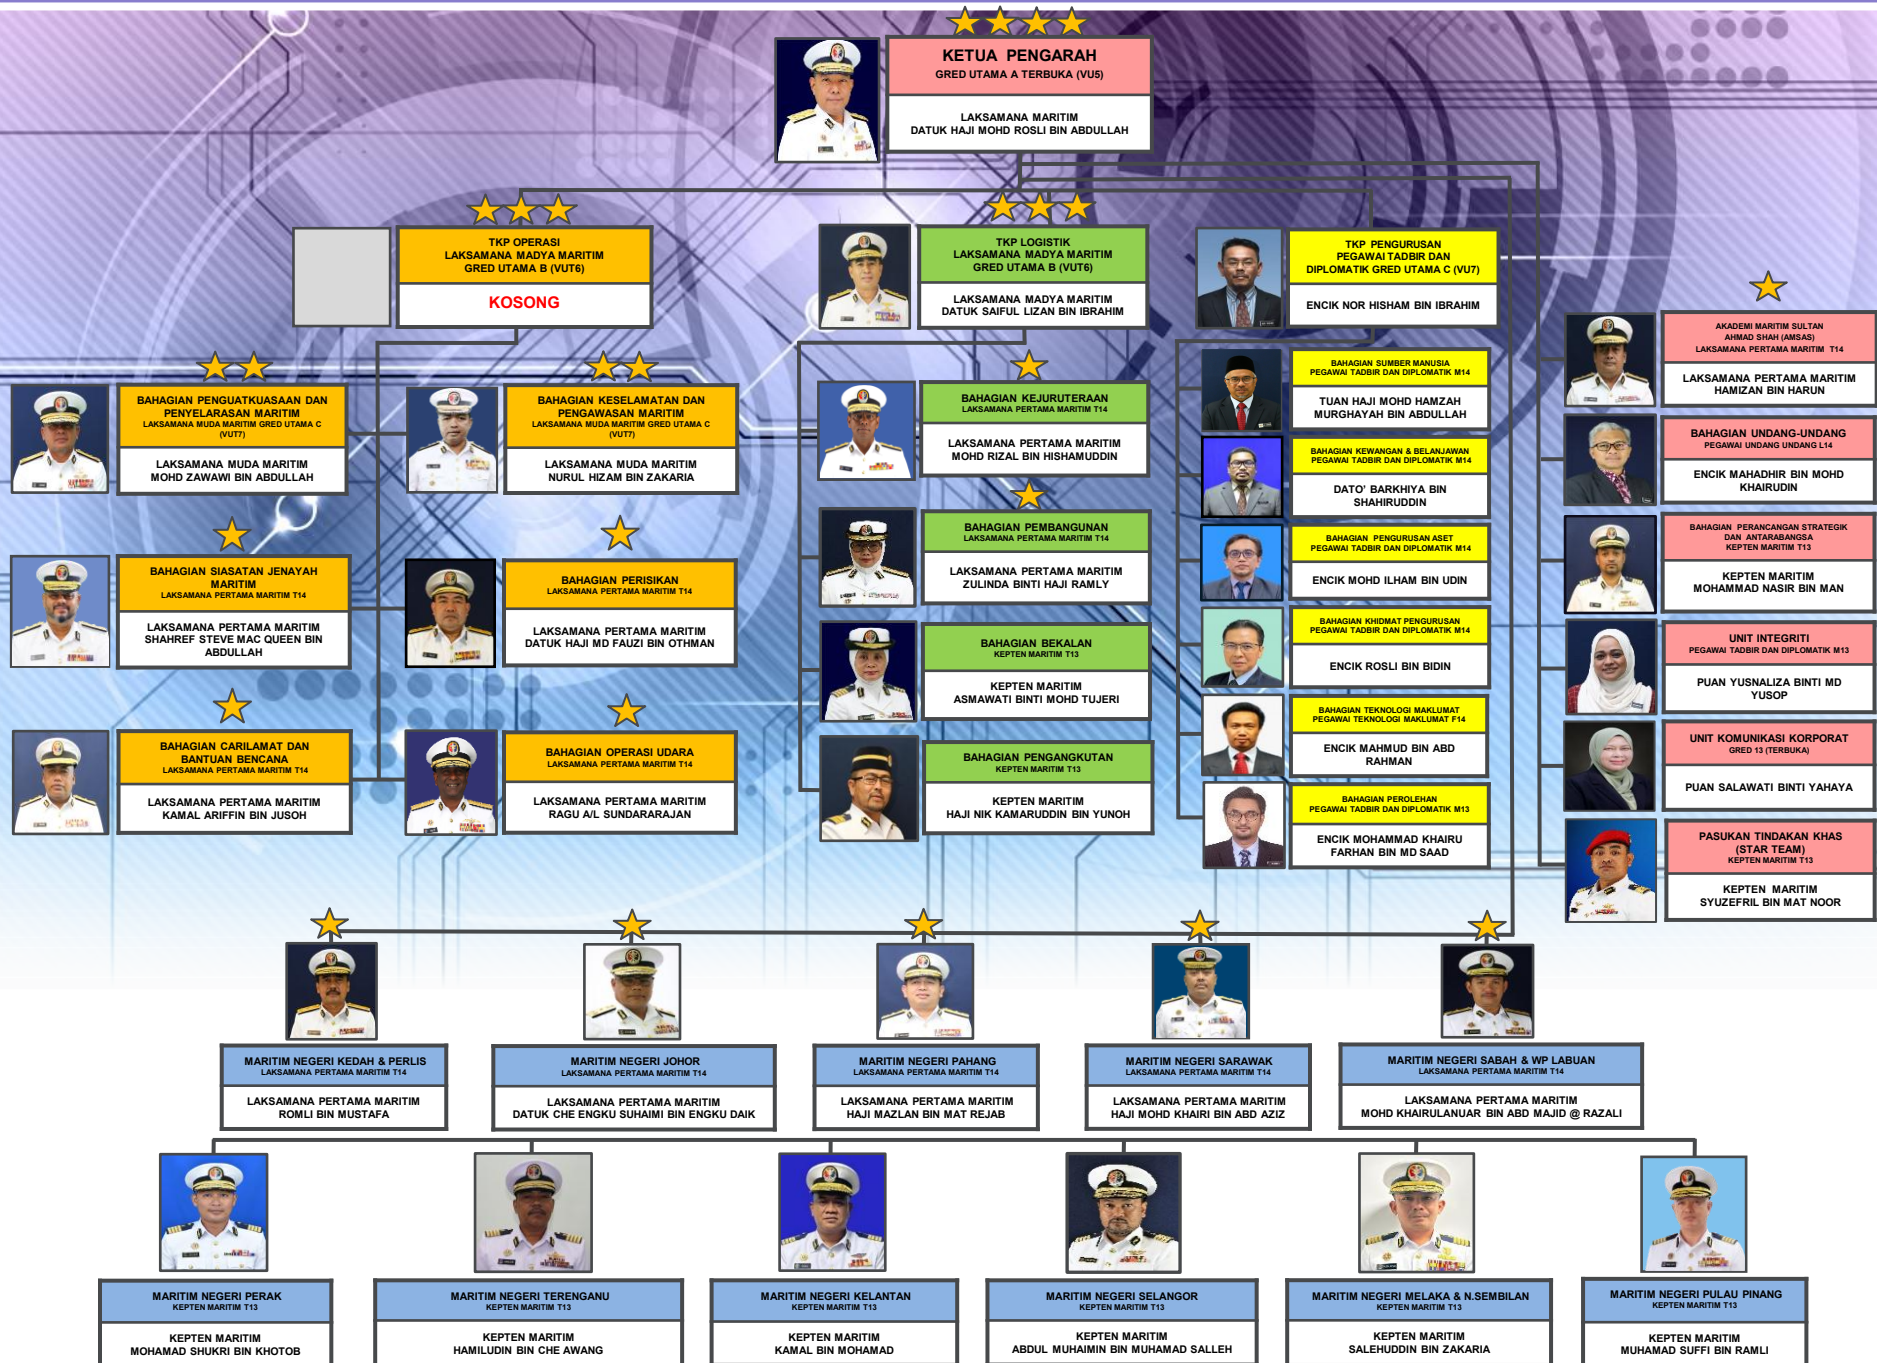 KETUA PENGARAH
GRED UTAMA A TERBUKA (VU5)
LAKSAMANA MARITIM
DATUK HAJI MOHD ROSLI BIN ABDULLAH
TKP OPERASI
LAKSAMANA MADYA MARITIM
GRED UTAMA B (VUT6)
KOSONG
TKP LOGISTIK
LAKSAMANA MADYA MARITIM
GRED UTAMA B (VUT6)
LAKSAMANA MADYA MARITIM
DATUK SAIFUL LIZAN BIN IBRAHIM
TKP PENGURUSAN
PEGAWAI TADBIR DAN
DIPLOMATIK GRED UTAMA C (VU7)
ENCIK NOR HISHAM BIN IBRAHIM
BAHAGIAN PENGUATKUASAAN DAN
PENYELARASAN MARITIM
LAKSAMANA MUDA MARITIM GRED UTAMA C
(VUT7)
LAKSAMANA MUDA MARITIM
MOHD ZAWAWI BIN ABDULLAH
BAHAGIAN KESELAMATAN DAN
PENGAWASAN MARITIM
LAKSAMANA MUDA MARITIM GRED UTAMA C
(VUT7)
LAKSAMANA MUDA MARITIM
NURUL HIZAM BIN ZAKARIA
BAHAGIAN SIASATAN JENAYAH
MARITIM
LAKSAMANA PERTAMA MARITIM T14
LAKSAMANA PERTAMA MARITIM
SHAHREF STEVE MAC QUEEN BIN
ABDULLAH
BAHAGIAN PERISIKAN
LAKSAMANA PERTAMA MARITIM T14
LAKSAMANA PERTAMA MARITIM
DATUK HAJI MD FAUZI BIN OTHMAN
BAHAGIAN CARILAMAT DAN
BANTUAN BENCANA
LAKSAMANA PERTAMA MARITIM T14
LAKSAMANA PERTAMA MARITIM
KAMAL ARIFFIN BIN JUSOH
BAHAGIAN OPERASI UDARA
LAKSAMANA PERTAMA MARITIM T14
LAKSAMANA PERTAMA MARITIM
RAGU A/L SUNDARARAJAN
BAHAGIAN KEJURUTERAAN
LAKSAMANA PERTAMA MARITIM T14
LAKSAMANA PERTAMA MARITIM
MOHD RIZAL BIN HISHAMUDDIN
BAHAGIAN PEMBANGUNAN
LAKSAMANA PERTAMA MARITIM T14
LAKSAMANA PERTAMA MARITIM
ZULINDA BINTI HAJI RAMLY
BAHAGIAN BEKALAN
KEPTEN MARITIM T13
KEPTEN MARITIM
ASMAWATI BINTI MOHD TUJERI
BAHAGIAN PENGANGKUTAN
KEPTEN MARITIM T13
KEPTEN MARITIM
HAJI NIK KAMARUDDIN BIN YUNOH
BAHAGIAN SUMBER MANUSIA
PEGAWAI TADBIR DAN DIPLOMATIK M14
TUAN HAJI MOHD HAMZAH
MURGHAYAH BIN ABDULLAH
BAHAGIAN KEWANGAN & BELANJAWAN
PEGAWAI TADBIR DAN DIPLOMATIK M14
DATO' BARKHIYA BIN
SHAHIRUDDIN
BAHAGIAN PENGURUSAN ASET
PEGAWAI TADBIR DAN DIPLOMATIK M14
ENCIK MOHD ILHAM BIN UDIN
BAHAGIAN KHIDMAT PENGURUSAN
PEGAWAI TADBIR DAN DIPLOMATIK M14
ENCIK ROSLI BIN BIDIN
BAHAGIAN TEKNOLOGI MAKLUMAT
PEGAWAI TEKNOLOGI MAKLUMAT F14
ENCIK MAHMUD BIN ABD
RAHMAN
BAHAGIAN PEROLEHAN
PEGAWAI TADBIR DAN DIPLOMATIK M13
ENCIK MOHAMMAD KHAIRU
FARHAN BIN MD SAAD
AKADEMI MARITIM SULTAN
AHMAD SHAH (AMSAS)
LAKSAMANA PERTAMA MARITIM T14
LAKSAMANA PERTAMA MARITIM
HAMIZAN BIN HARUN
BAHAGIAN UNDANG-UNDANG
PEGAWAI UNDANG UNDANG L14
ENCIK MAHADHIR BIN MOHD
KHAIRUDIN
BAHAGIAN PERANCANGAN STRATEGIK
DAN ANTARABANGSA
KEPTEN MARITIM T13
KEPTEN MARITIM
MOHAMMAD NASIR BIN MAN
UNIT INTEGRITI
PEGAWAI TADBIR DAN DIPLOMATIK M13
PUAN YUSNALIZA BINTI MD
YUSOP
UNIT KOMUNIKASI KORPORAT
GRED 13 (TERBUKA)
PUAN SALAWATI BINTI YAHAYA
PASUKAN TINDAKAN KHAS
(STAR TEAM)
KEPTEN MARITIM T13
KEPTEN MARITIM
SYUZEFRIL BIN MAT NOOR
MARITIM NEGERI KEDAH & PERLIS
LAKSAMANA PERTAMA MARITIM T14
LAKSAMANA PERTAMA MARITIM
ROMLI BIN MUSTAFA
MARITIM NEGERI JOHOR
LAKSAMANA PERTAMA MARITIM T14
LAKSAMANA PERTAMA MARITIM
DATUK CHE ENGKU SUHAIMI BIN ENGKU DAIK
MARITIM NEGERI PAHANG
LAKSAMANA PERTAMA MARITIM T14
LAKSAMANA PERTAMA MARITIM
HAJI MAZLAN BIN MAT REJAB
MARITIM NEGERI SARAWAK
LAKSAMANA PERTAMA MARITIM T14
LAKSAMANA PERTAMA MARITIM
HAJI MOHD KHAIRI BIN ABD AZIZ
MARITIM NEGERI SABAH & WP LABUAN
LAKSAMANA PERTAMA MARITIM T14
LAKSAMANA PERTAMA MARITIM
MOHD KHAIRULANUAR BIN ABD MAJID @ RAZALI
MARITIM NEGERI PERAK
KEPTEN MARITIM T13
KEPTEN MARITIM
MOHAMAD SHUKRI BIN KHOTOB
MARITIM NEGERI TERENGANU
KEPTEN MARITIM T13
KEPTEN MARITIM
HAMILUDIN BIN CHE AWANG
MARITIM NEGERI KELANTAN
KEPTEN MARITIM T13
KEPTEN MARITIM
KAMAL BIN MOHAMAD
MARITIM NEGERI SELANGOR
KEPTEN MARITIM T13
KEPTEN MARITIM
ABDUL MUHAIMIN BIN MUHAMAD SALLEH
MARITIM NEGERI MELAKA & N.SEMBILAN
KEPTEN MARITIM T13
KEPTEN MARITIM
SALEHUDDIN BIN ZAKARIA
MARITIM NEGERI PULAU PINANG
KEPTEN MARITIM T13
KEPTEN MARITIM
MUHAMAD SUFFI BIN RAMLI